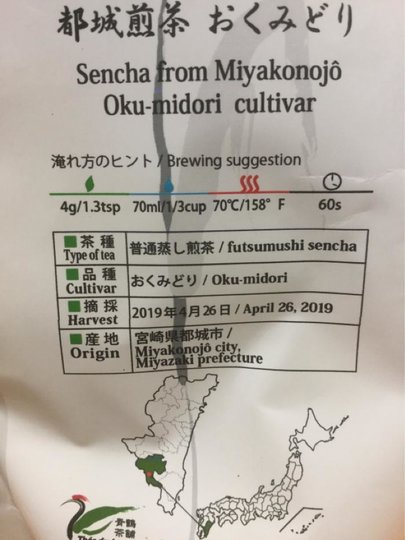 都城煎茶 おくみどり
Sencha from Miyakonojô
Oku-midori cultivar
淹れ方のヒント / Brewing suggestion
4g/1.3tsp 70ml/1/3cup 70℃/158° F 60s
茶種 普通蒸し煎茶 / futsumushi sencha
Type of tea
品種 おくみどり / Oku-midori
Cultivar
摘採 2019年4月26日 / April 26, 2019
Harvest
産地 宮崎県都城市 /
Origin Miyakonojô city,
Miyazaki prefecture
青鶴
茶舗